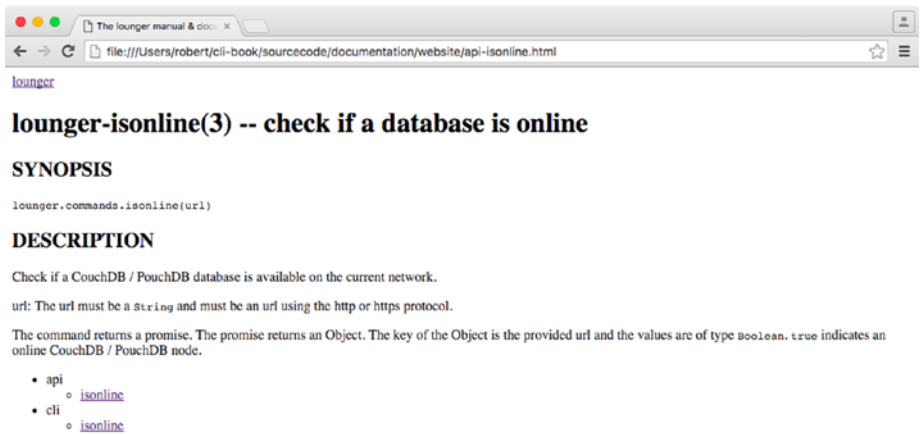 The lounger manual & doc
file:///Users/robert/cli-book/sourcecode/documentation/website/api-isonline.html
lounger
lounger-isonline(3) -- check if a database is online
SYNOPSIS
lounger.commands.isonline(url)
DESCRIPTION
Check if a CouchDB / PouchDB database is available on the current network.
url: The url must be a String and must be an url using the http or https protocol.
The command returns a promise. The promise returns an Object. The key of the Object is the provided url and the values are of type Boolean. true indicates an
online CouchDB / PouchDB node.
api
isonline
cli
isonline